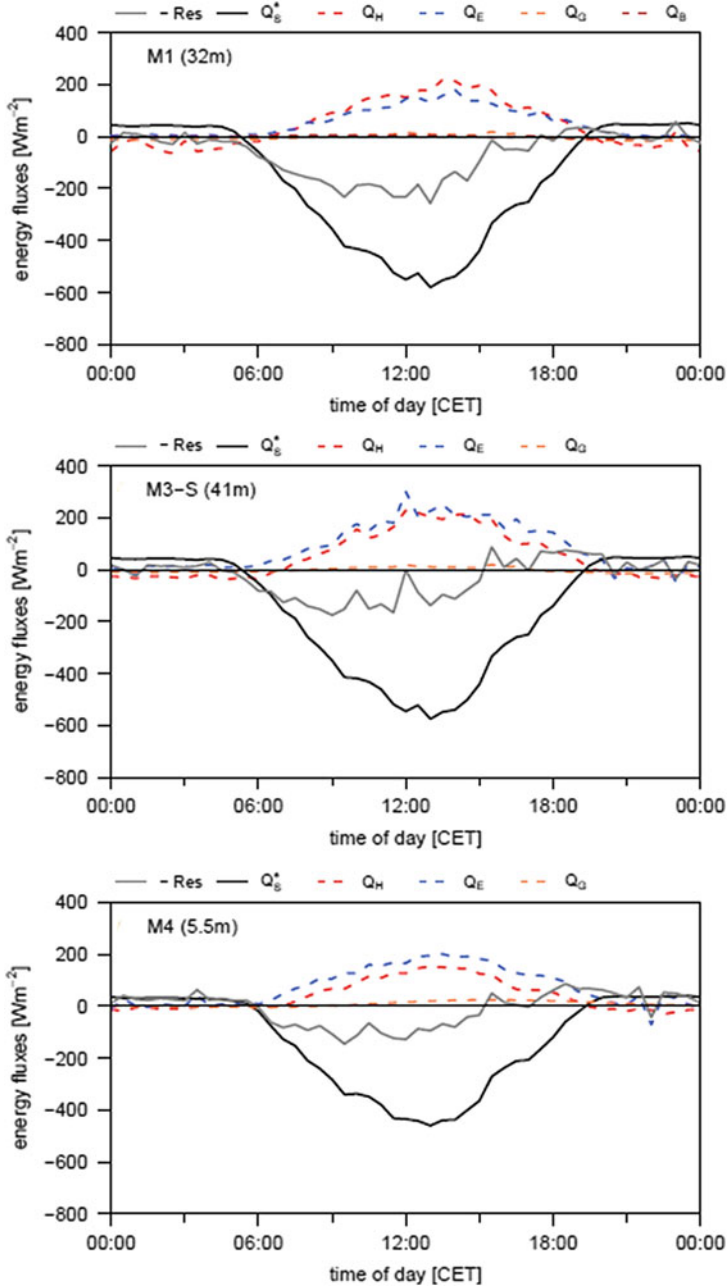 − Res Q*s QH QE QG QB
M1 (32m)
400
200
0
−200
−400
−600
−800
energy fluxes [Wm−2]
00:00 06:00 12:00 18:00 00:00
time of day [CET]
− Res Q*s QH QE QG
M3−S (41m)
400
200
0
−200
−400
−600
−800
energy fluxes [Wm−2]
00:00 06:00 12:00 18:00 00:00
time of day [CET]
− Res Q*s QH QE QG
M4 (5.5m)
400
200
0
−200
−400
−600
−800
energy fluxes [Wm−2]
00:00 06:00 12:00 18:00 00:00
time of day [CET]